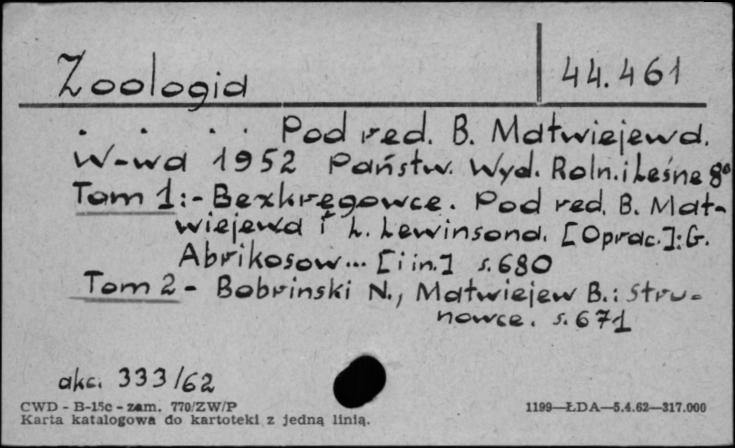 Zoologia 44.461
. . . . Pod red. B. Matwiejewa.
W-wa 1952 Państw. Wyd. Roln. i Leśne 8°
Tom 1:- Bezkręgowce. Pod red. B. Mat-
wiejewa i L. Lewinsona. [Oprac.]: G.
Abrikosow... [i in.] s. 680
Tom 2 - Bobrinski N., Matwiejew B.: Stru-
nowce. s. 671
akc. 333/62
CWD - B-15c - zam. 770/ZW/P 1199—ŁDA—5.4.62—317.000
Karta katalogowa do kartoteki z jedną linią.